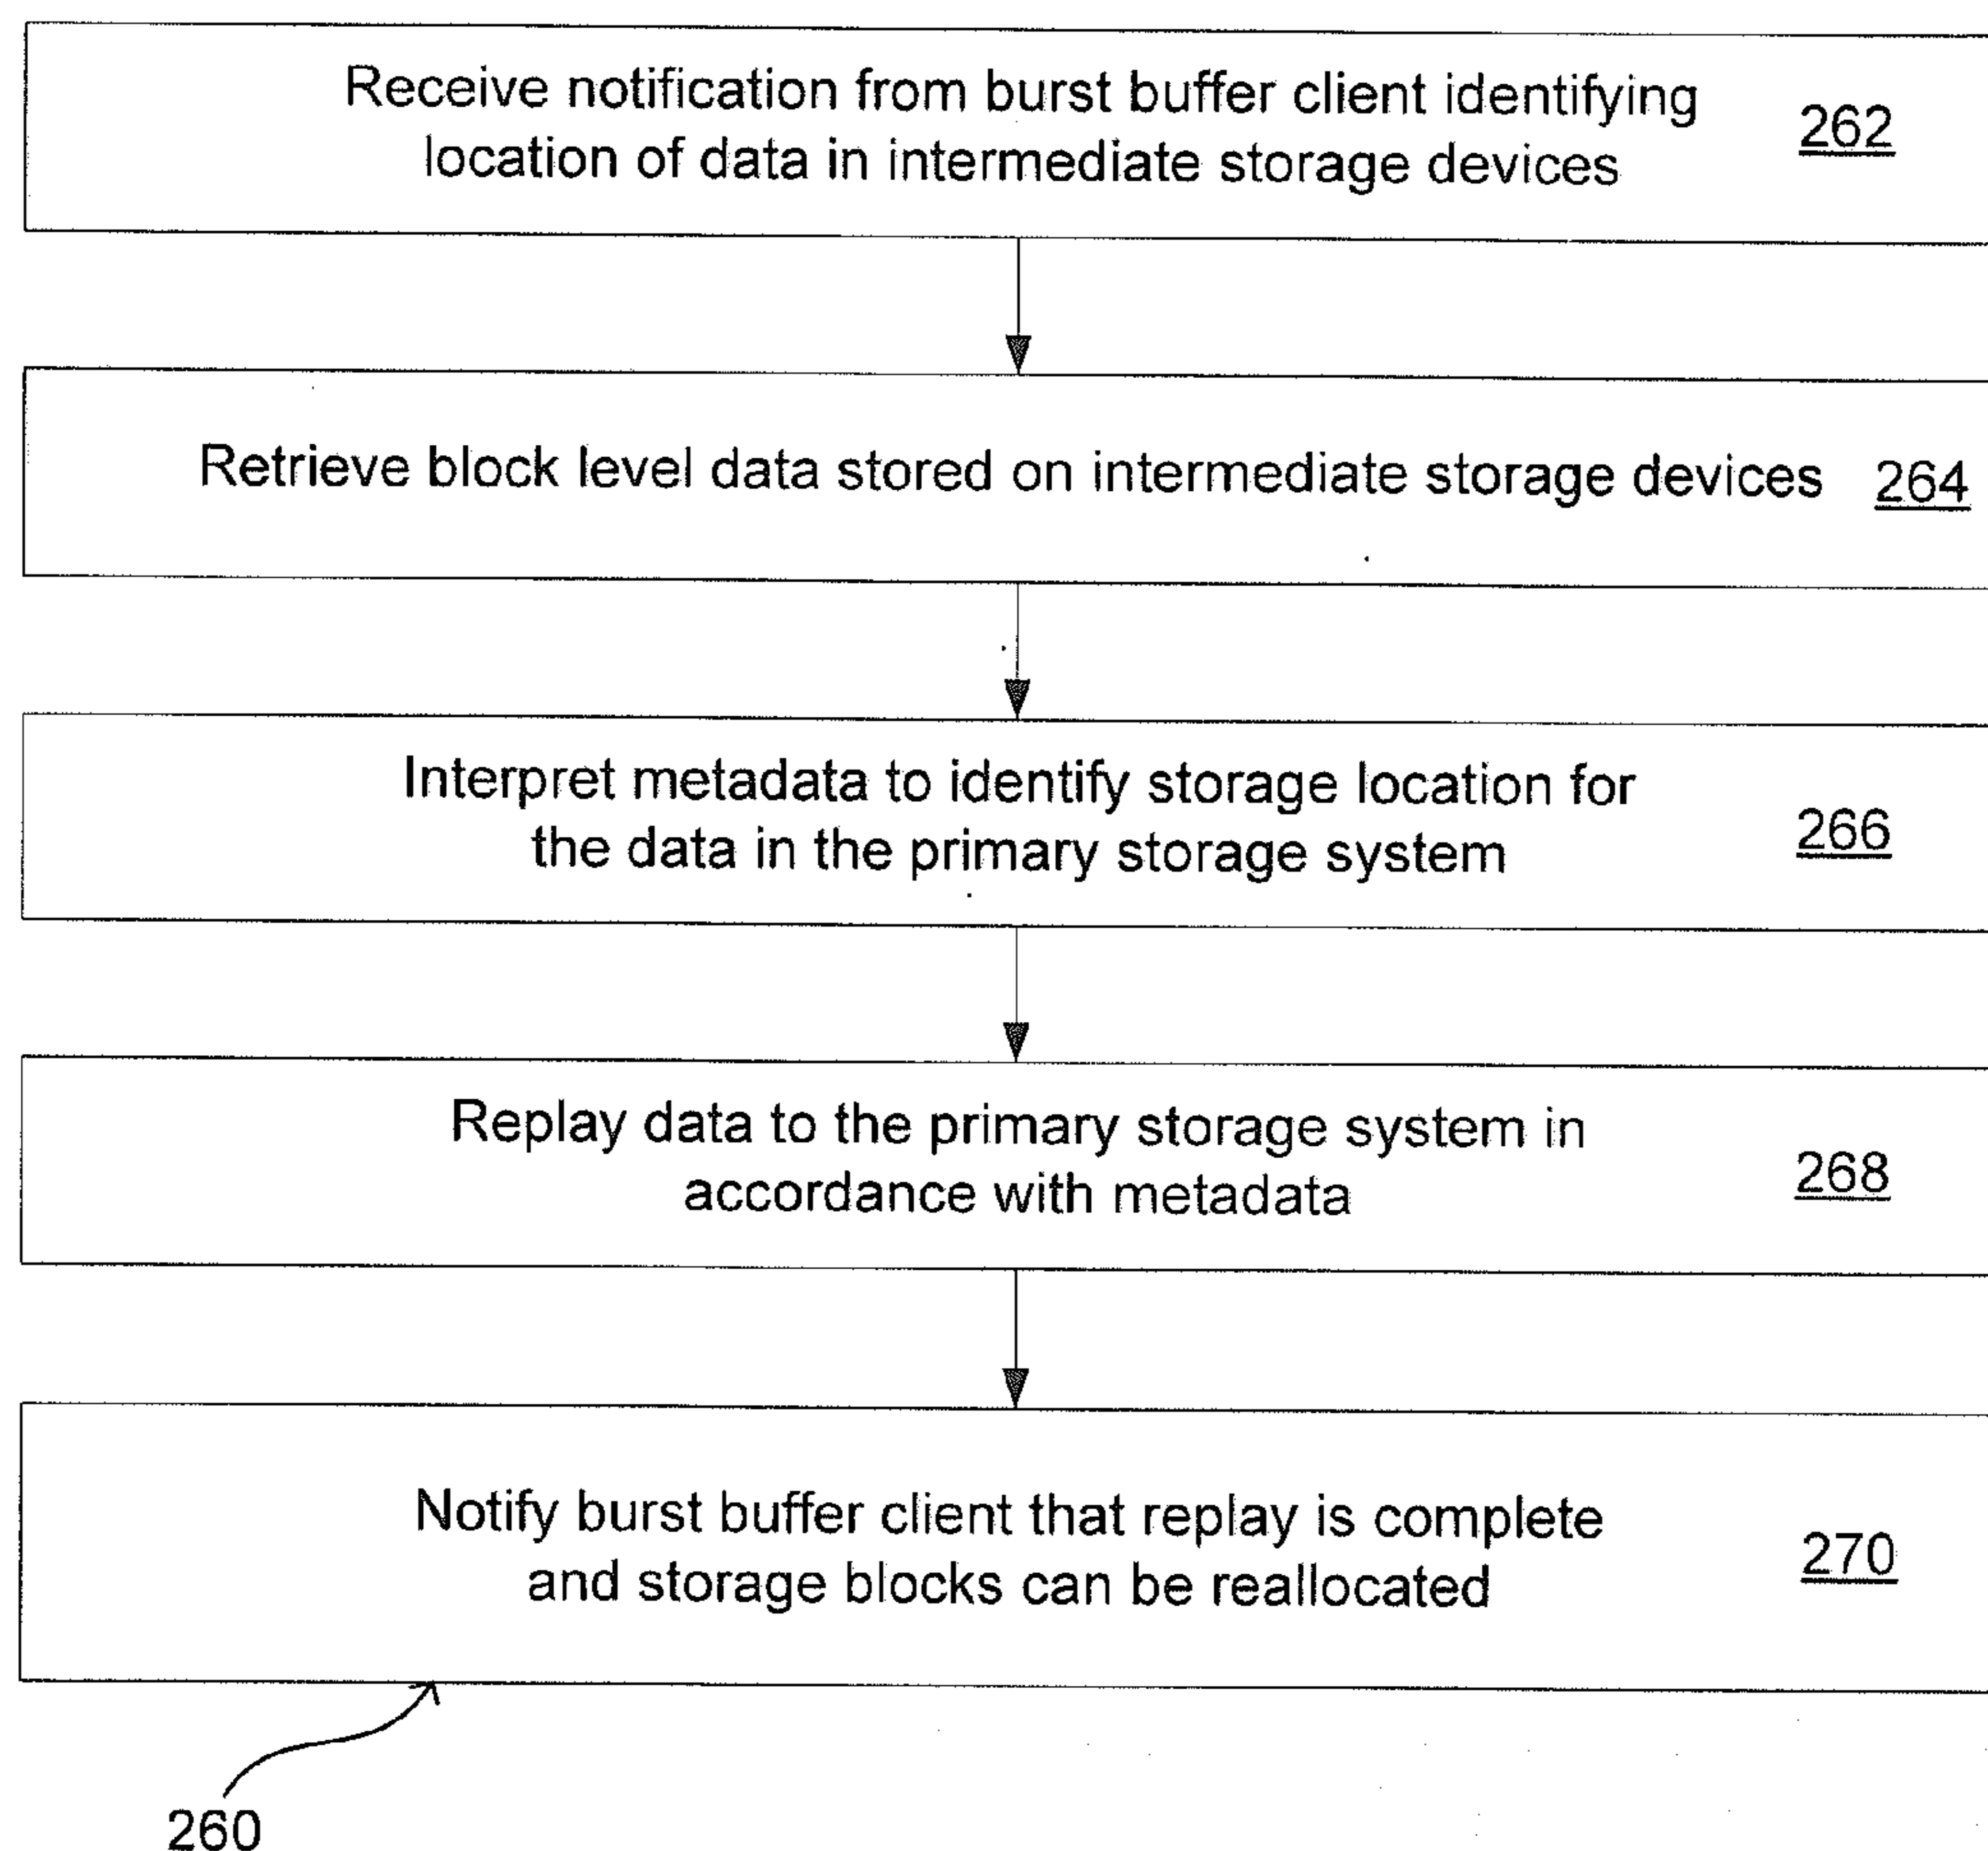 Receive notification from burst buffer client identifying
location of data in intermediate storage devices
262
Retrieve block level data stored on intermediate storage devices 264
Interpret metadata to identify storage location for
the data in the primary storage system
266
Replay data to the primary storage system in
accordance with metadata
268
Notify burst buffer client that replay is complete
and storage blocks can be reallocated
270
260